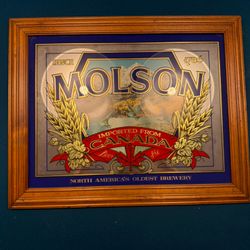 SINCE 1786
MOLSON
IMPORTED FROM
CANADA
NORTH AMERICA'S OLDEST BREWERY